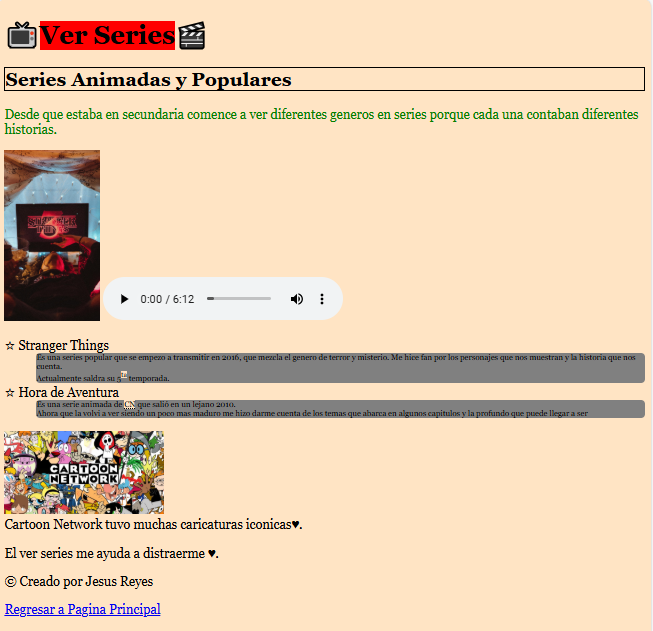 📺Ver Series🎬
Series Animadas y Populares
Desde que estaba en secundaria comence a ver diferentes generos en series porque cada una contaban diferentes
historias.
STRANGER
THINGS
0:00 / 6:12
☆ Stranger Things
Es una series popular que se empezo a transmitir en 2016, que mezcla el genero de terror y misterio. Me hice fan por los personajes que nos muestran y la historia que nos
cuenta.
Actualmente saldra su 5ta temporada.
☆ Hora de Aventura
Es una serie animada de CN que salió en un lejano 2010.
Ahora que la volvi a ver siendo un poco mas maduro me hizo darme cuenta de los temas que abarca en algunos capitulos y la profundo que puede llegar a ser
CARTOON
NETWORK
Cartoon Network tuvo muchas caricaturas iconicas♥.
El ver series me ayuda a distraerme ♥.
© Creado por Jesus Reyes
Regresar a Pagina Principal